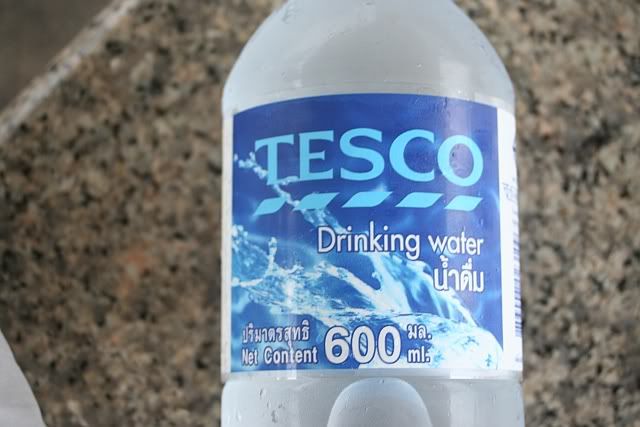 TESCO
Drinking water
น้ำดื่ม
ปริมาตรสุทธิ 600 มล.
Net Content ml.